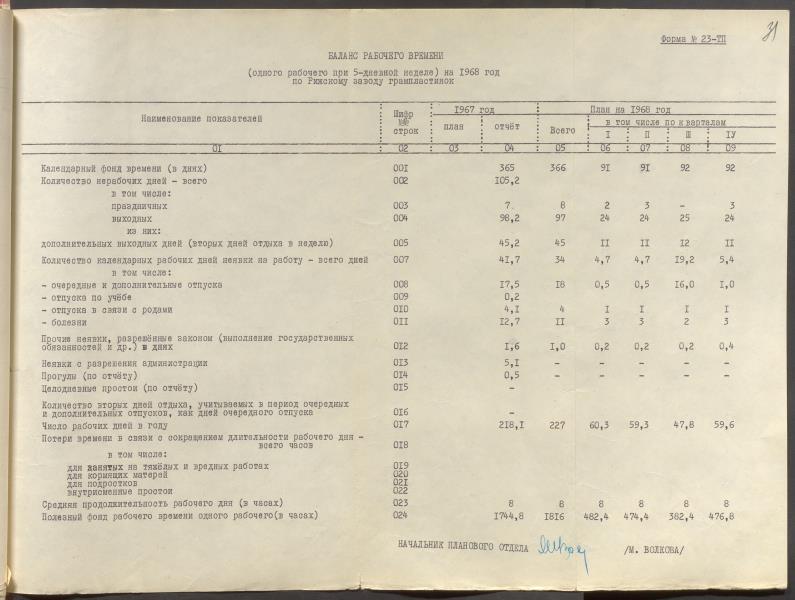 31
Форма № 23-ТП
БАЛАНС РАБОЧЕГО ВРЕМЕНИ
(одного рабочего при 5-дневной неделе) на 1968 год
по Рижскому заводу грампластинок
Наименование показателей Шифр №№ строк 1967 год План на 1968 год
план отчёт Всего в том числе по кварталам
I П Ш IУ
01 02 03 04 05 06 07 08 09
Календарный фонд времени (в днях) 001 365 366 91 91 92 92
Количество нерабочих дней - всего 002 105,2
в том числе:
праздничных 003 7 8 2 3 - 3
выходных 004 98,2 97 24 24 25 24
из них:
дополнительных выходных дней (вторых дней отдыха в неделю) 005 45,2 45 II II I2 II
Количество календарных рабочих дней неявки на работу - всего дней 007 41,7 34 4,7 4,7 19,2 5,4
в том числе:
- очередные и дополнительные отпуска 008 17,5 18 0,5 0,5 16,0 1,0
- отпуска по учёбе 009 0,2
- отпуска в связи с родами 010 4,1 4 I I I I
- болезни 011 12,7 II 3 3 2 3
Прочие неявки, разрешённые законом (выполнение государственных
обязанностей и др.) в днях 012 1,6 1,0 0,2 0,2 0,2 0,4
Неявки с разрешения администрации 013 5,1 - - - -
Прогулы (по отчёту) 014 0,5 - - - -
Целодневные простои (по отчёту) 015 -
Количество вторых дней отдыха, учитываемых в период очередных
и дополнительных отпусков, как дней очередного отпуска 016 -
Число рабочих дней в году 017 218,1 227 60,3 59,3 47,8 59,6
Потери времени в связи с сокращением длительности рабочего дня -
всего часов 018
в том числе:
для занятых на тяжёлых и вредных работах 019
для кормящих матерей 020
для подростков 021
внутрисменные простои 022
Средняя продолжительность рабочего дня (в часах) 023 8 8 8 8 8 8
Полезный фонд рабочего времени одного рабочего(в часах) 024 1744,8 1816 482,4 474,4 382,4 476,8
НАЧАЛЬНИК ПЛАНОВОГО ОТДЕЛА /М. ВОЛКОВА/